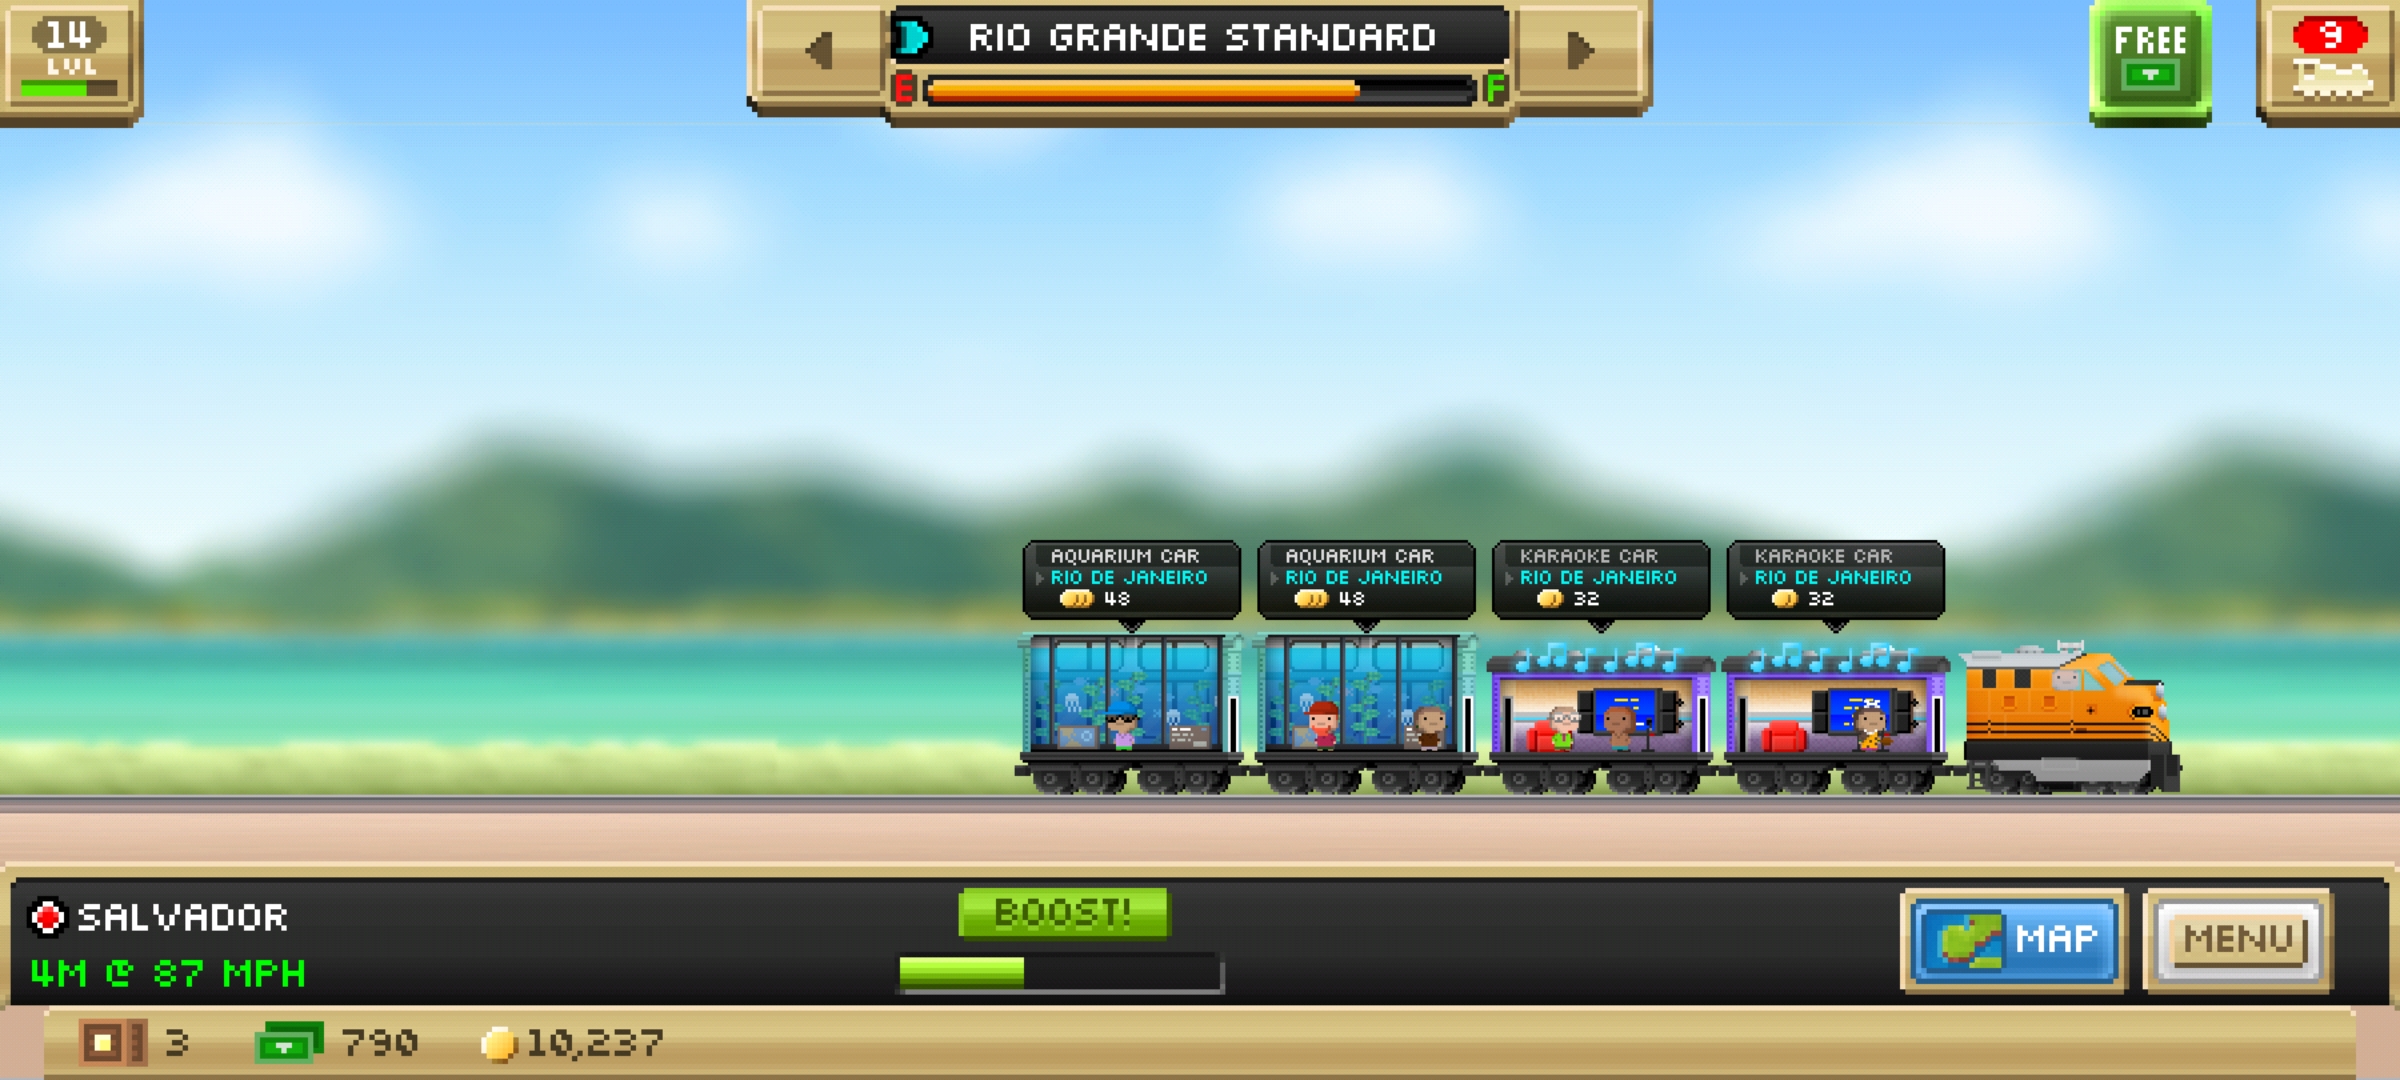 14
LVL
RIO GRANDE STANDARD
E
F
FREE
9
AQUARIUM CAR
RIO DE JANEIRO
48
AQUARIUM CAR
RIO DE JANEIRO
48
KARAOKE CAR
RIO DE JANEIRO
32
KARAOKE CAR
RIO DE JANEIRO
32
SALVADOR
4M @ 87 MPH
BOOST!
MAP
MENU
3
790
10,237